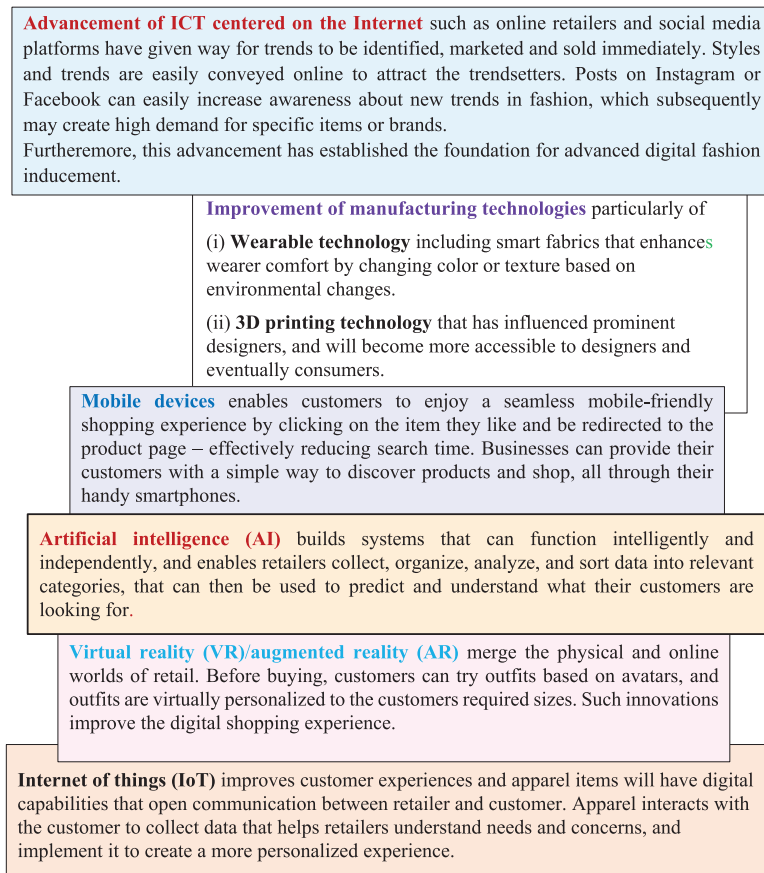 Advancement of ICT centered on the Internet such as online retailers and social media
platforms have given way for trends to be identified, marketed and sold immediately. Styles
and trends are easily conveyed online to attract the trendsetters. Posts on Instagram or
Facebook can easily increase awareness about new trends in fashion, which subsequently
may create high demand for specific items or brands.
Furtheremore, this advancement has established the foundation for advanced digital fashion
inducement.
Improvement of manufacturing technologies particularly of
(i) Wearable technology including smart fabrics that enhances
wearer comfort by changing color or texture based on
environmental changes.
(ii) 3D printing technology that has influenced prominent
designers, and will become more accessible to designers and
eventually consumers.
Mobile devices enables customers to enjoy a seamless mobile-friendly
shopping experience by clicking on the item they like and be redirected to the
product page – effectively reducing search time. Businesses can provide their
customers with a simple way to discover products and shop, all through their
handy smartphones.
Artificial intelligence (AI) builds systems that can function intelligently and
independently, and enables retailers collect, organize, analyze, and sort data into relevant
categories, that can then be used to predict and understand what their customers are
looking for.
Virtual reality (VR)/augmented reality (AR) merge the physical and online
worlds of retail. Before buying, customers can try outfits based on avatars, and
outfits are virtually personalized to the customers required sizes. Such innovations
improve the digital shopping experience.
Internet of things (IoT) improves customer experiences and apparel items will have digital
capabilities that open communication between retailer and customer. Apparel interacts with
the customer to collect data that helps retailers understand needs and concerns, and
implement it to create a more personalized experience.